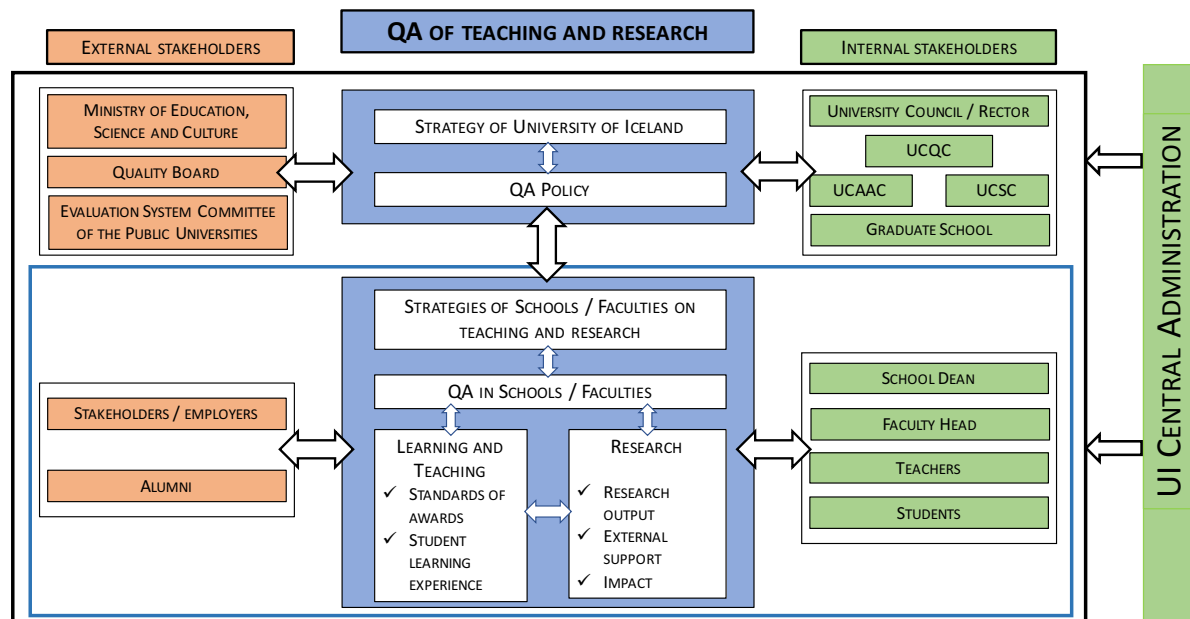 QA OF TEACHING AND RESEARCH
EXTERNAL STAKEHOLDERS
INTERNAL STAKEHOLDERS
MINISTRY OF EDUCATION,
SCIENCE AND CULTURE
QUALITY BOARD
EVALUATION SYSTEM COMMITTEE
OF THE PUBLIC UNIVERSITIES
STRATEGY OF UNIVERSITY OF ICELAND
QA POLICY
UNIVERSITY COUNCIL / RECTOR
UCQC
UCAAC
UCSC
GRADUATE SCHOOL
STRATEGIES OF SCHOOLS / FACULTIES ON
TEACHING AND RESEARCH
QA IN SCHOOLS / FACULTIES
STAKEHOLDERS / EMPLOYERS
ALUMNI
LEARNING AND
TEACHING
✓ STANDARDS OF
AWARDS
✓ STUDENT
LEARNING
EXPERIENCE
RESEARCH
✓ RESEARCH
OUTPUT
✓ EXTERNAL
SUPPORT
✓ IMPACT
SCHOOL DEAN
FACULTY HEAD
TEACHERS
STUDENTS
UI CENTRAL ADMINISTRATION